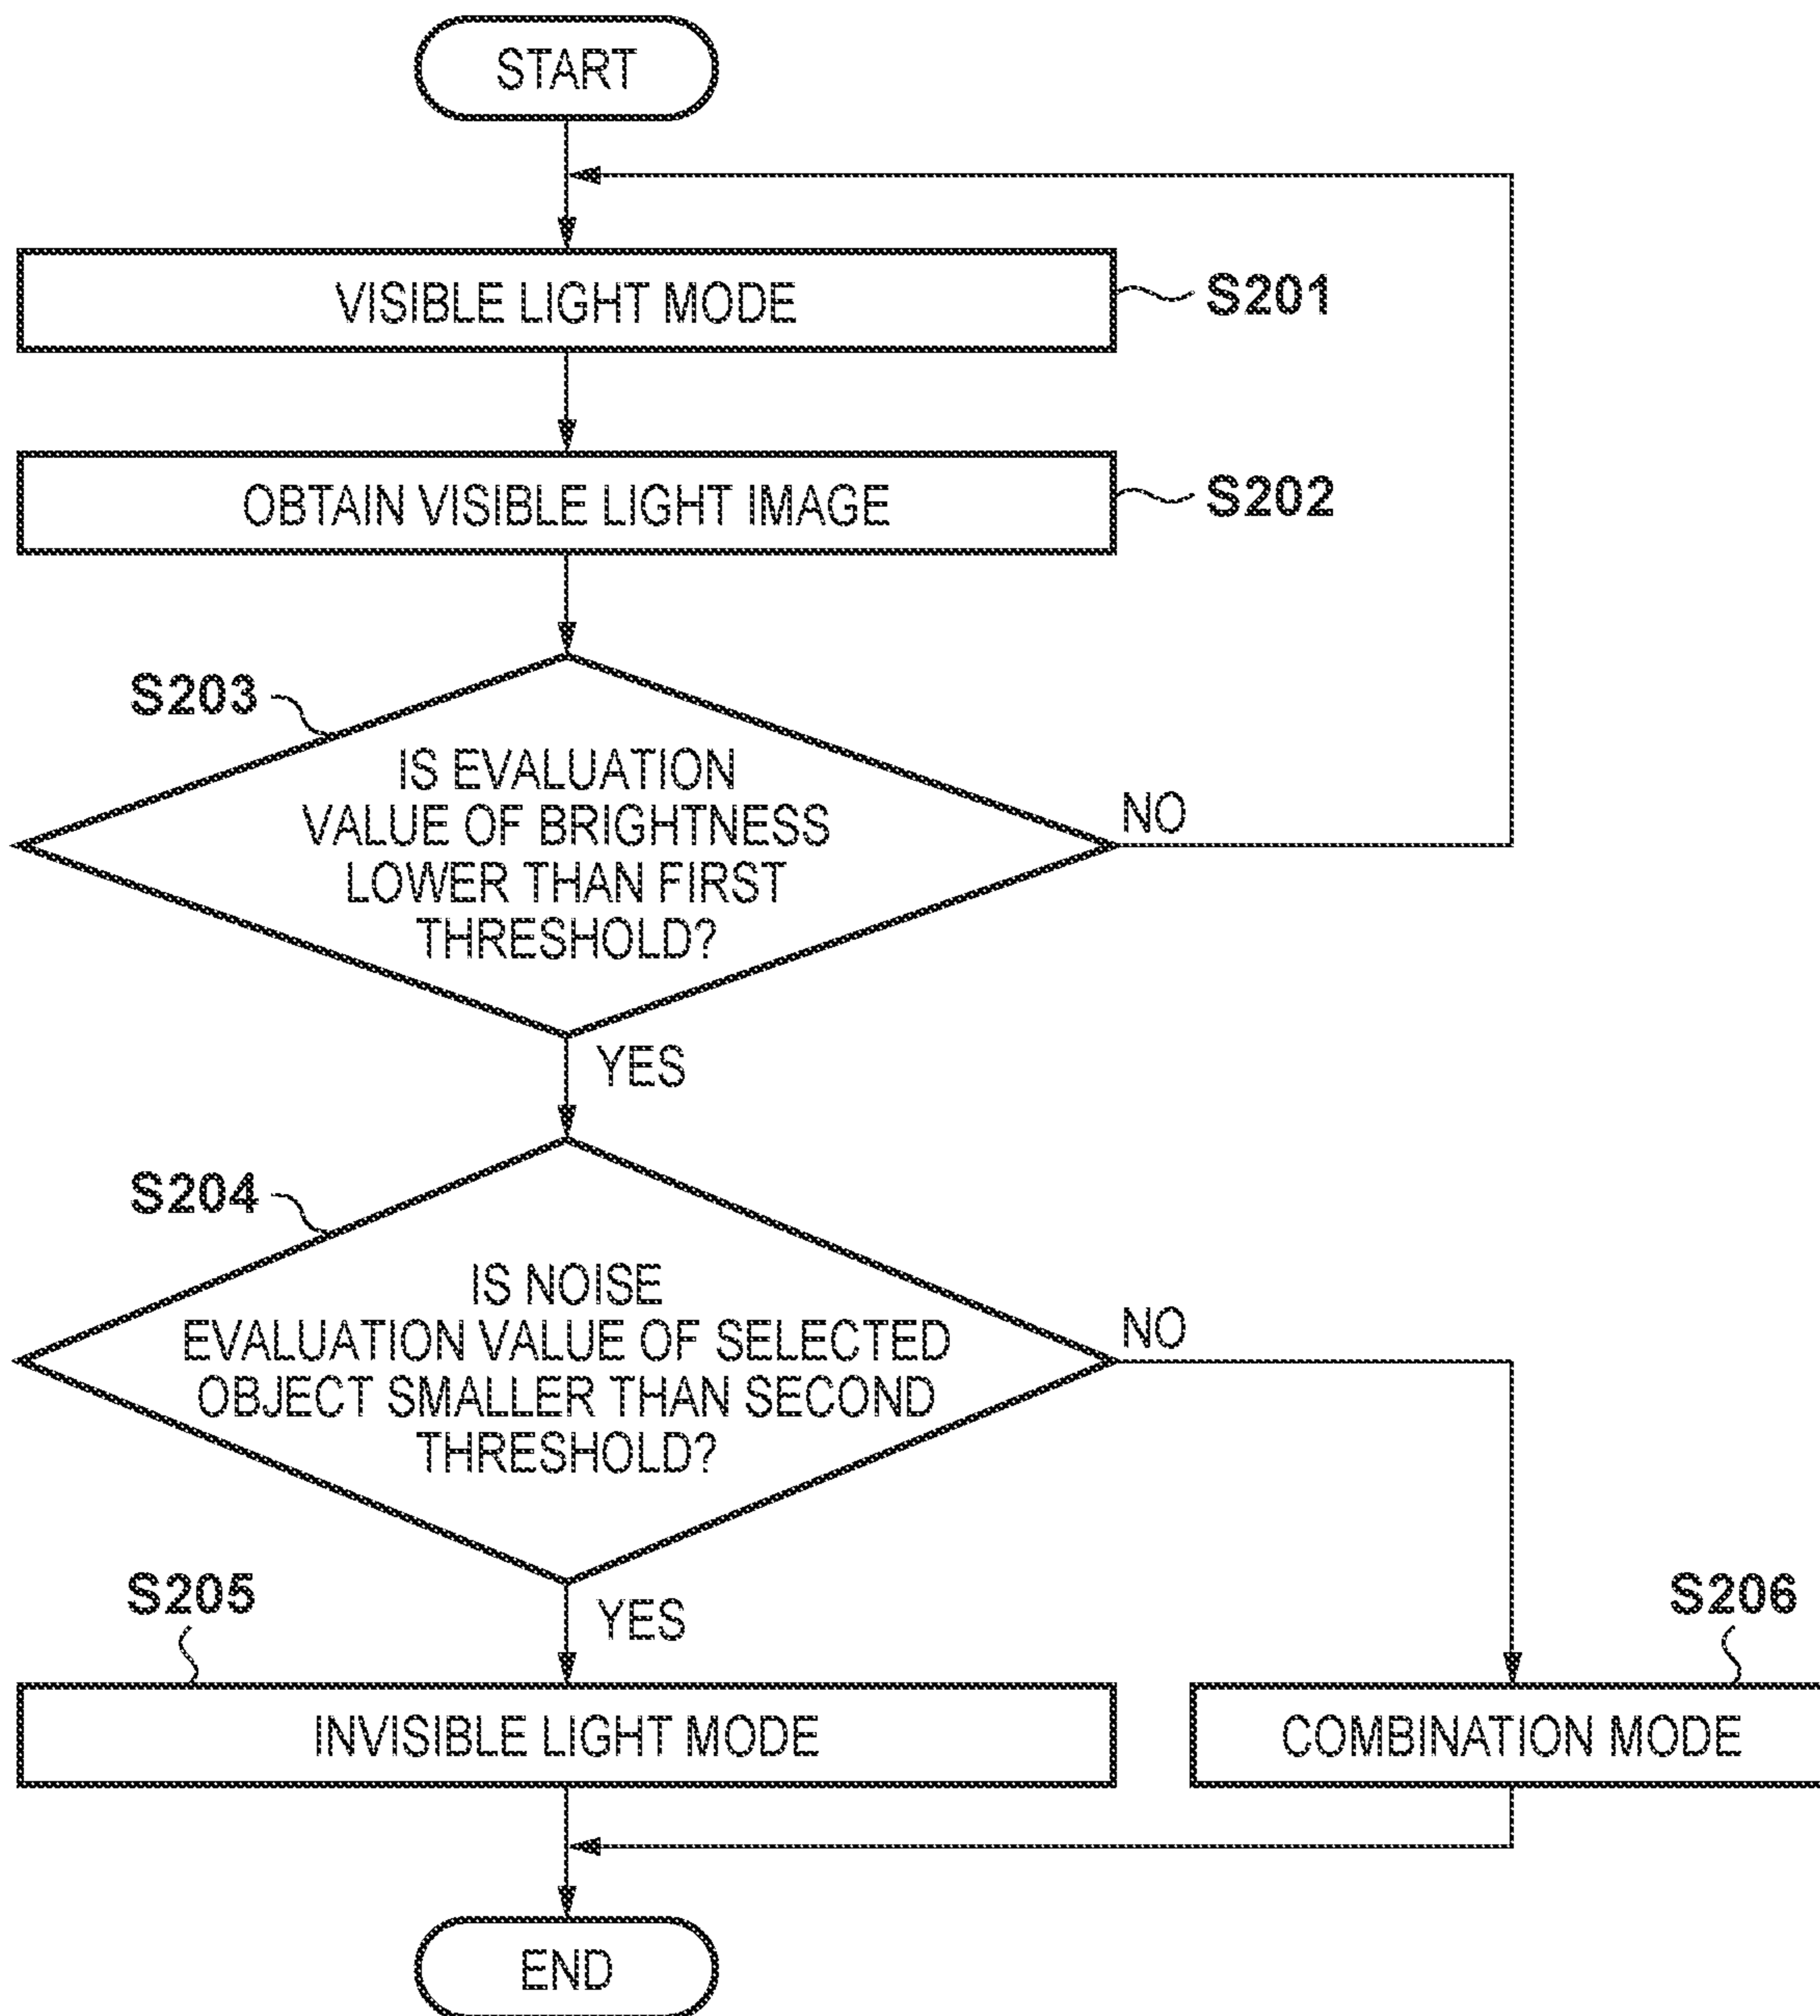 START
VISIBLE LIGHT MODE
S201
OBTAIN VISIBLE LIGHT IMAGE
S202
S203
IS EVALUATION
VALUE OF BRIGHTNESS
LOWER THAN FIRST
THRESHOLD?
NO
YES
S204
IS NOISE
EVALUATION VALUE OF SELECTED
OBJECT SMALLER THAN SECOND
THRESHOLD?
NO
YES
S205
INVISIBLE LIGHT MODE
S206
COMBINATION MODE
END